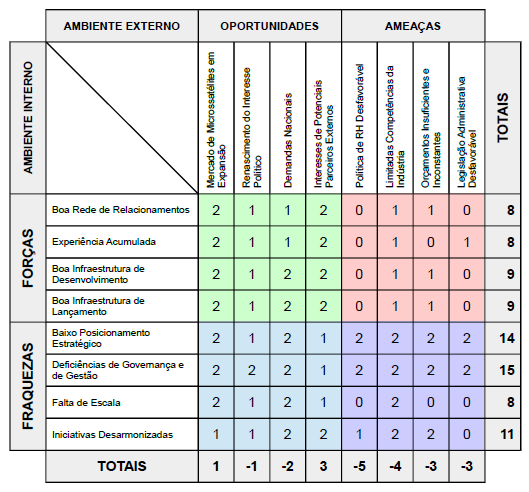 AMBIENTE EXTERNO OPORTUNIDADES AMEAÇAS
AMBIENTE INTERNO
Mercado de Microssatélites em
Expansão
Renascimento do Interesse
Político
Demandas Nacionais
Interesses de Potenciais
Parceiros Externos
Política de RH Desfavorável
Limitadas Competências da
Indústria
Orçamentos Insuficientes e
Inconstantes
Legislação Administrativa
Desfavorável
TOTAIS
FORÇAS
Boa Rede de Relacionamentos 2 1 1 2 0 1 1 0 8
Experiência Acumulada 2 1 1 2 0 1 0 1 8
Boa Infraestrutura de
Desenvolvimento 2 1 2 2 0 1 1 0 9
Boa Infraestrutura de
Lançamento 2 1 2 2 0 1 1 0 9
FRAQUEZAS
Baixo Posicionamento
Estratégico 2 1 2 1 2 2 2 2 14
Deficiências de Governança e
de Gestão 2 2 2 1 2 2 2 2 15
Falta de Escala 2 1 2 1 0 2 0 0 8
Iniciativas Desarmonizadas 1 1 2 2 1 2 2 0 11
TOTAIS 1 -1 -2 3 -5 -4 -3 -3